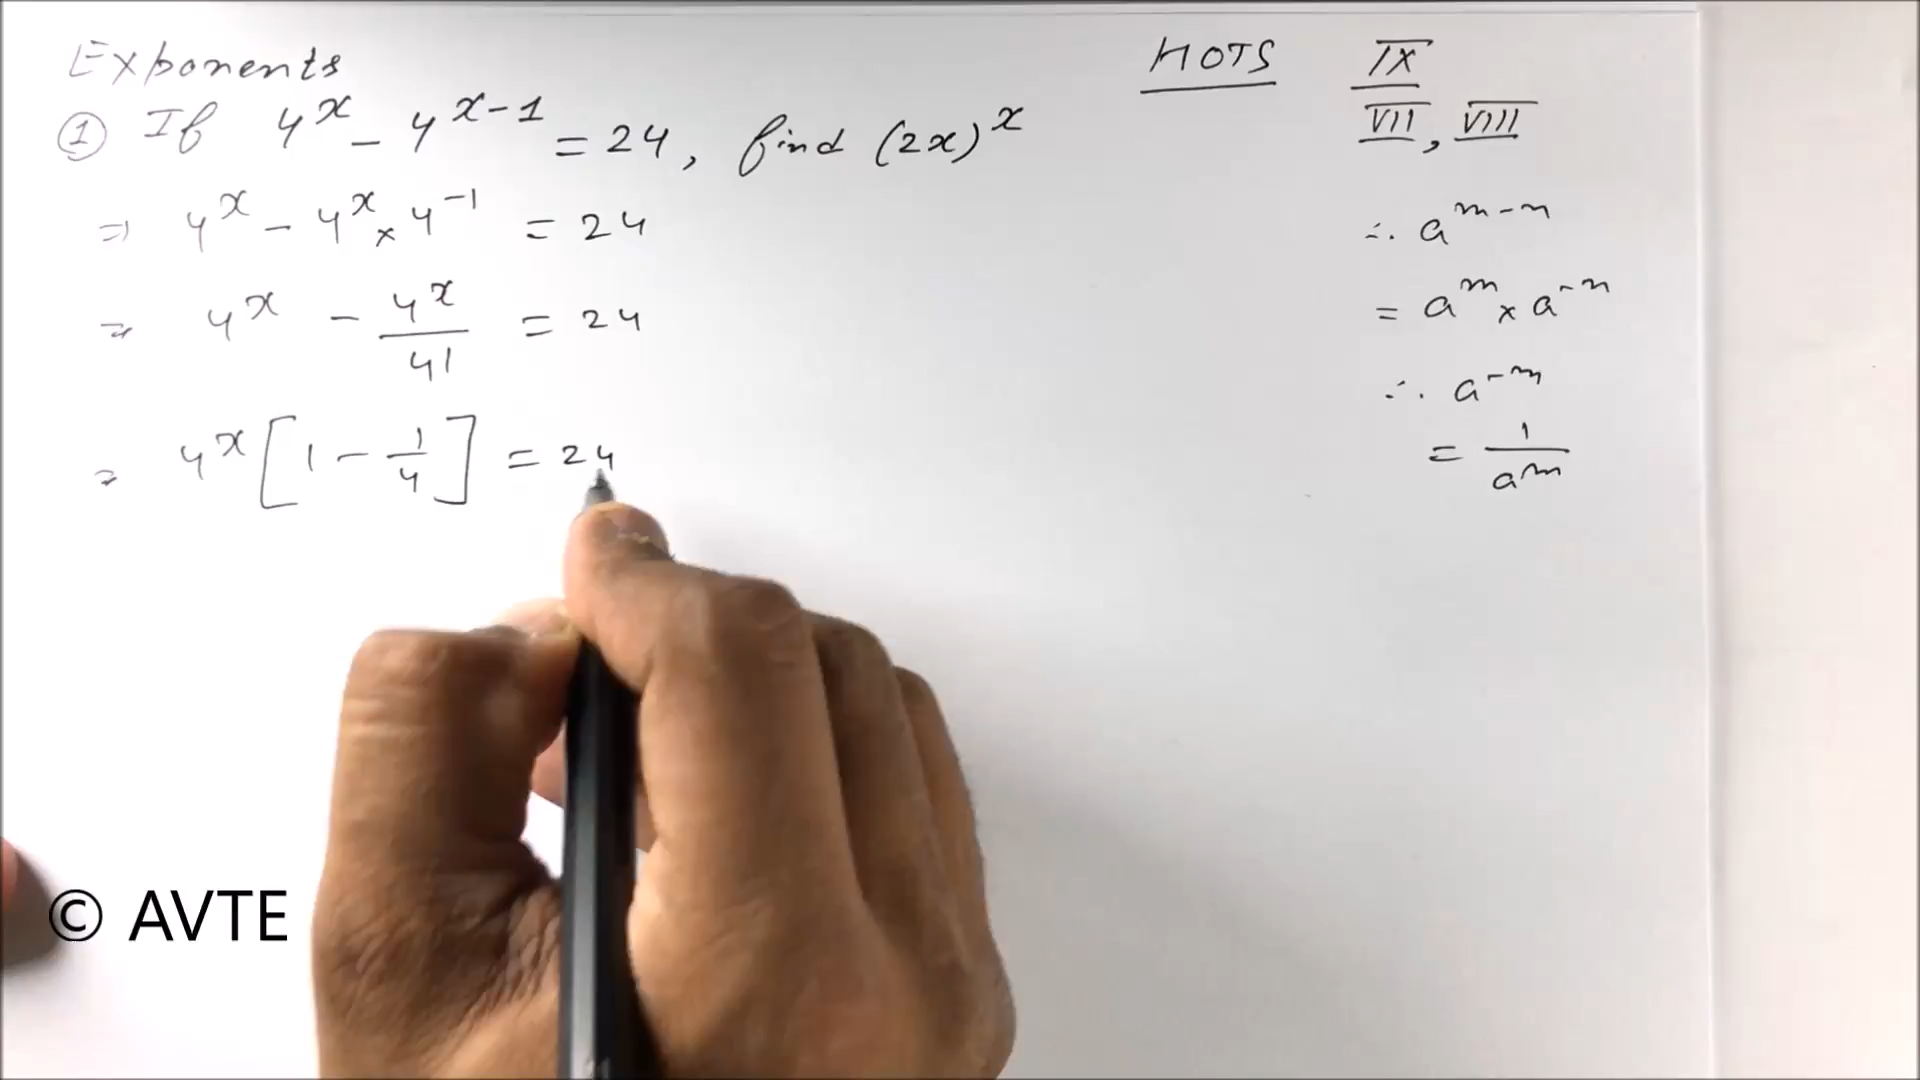 Exponents
① If 4^x - 4^(x-1) = 24, find (2x)^x
⇒ 4^x - 4^x × 4^-1 = 24
⇒ 4^x - 4^x/4^1 = 24
⇒ 4^x [1 - 1/4] = 24
HOTS IX
VII, VIII
∴ a^(m-n)
= a^m × a^-n
∴ a^-m
= 1/a^m
© AVTE